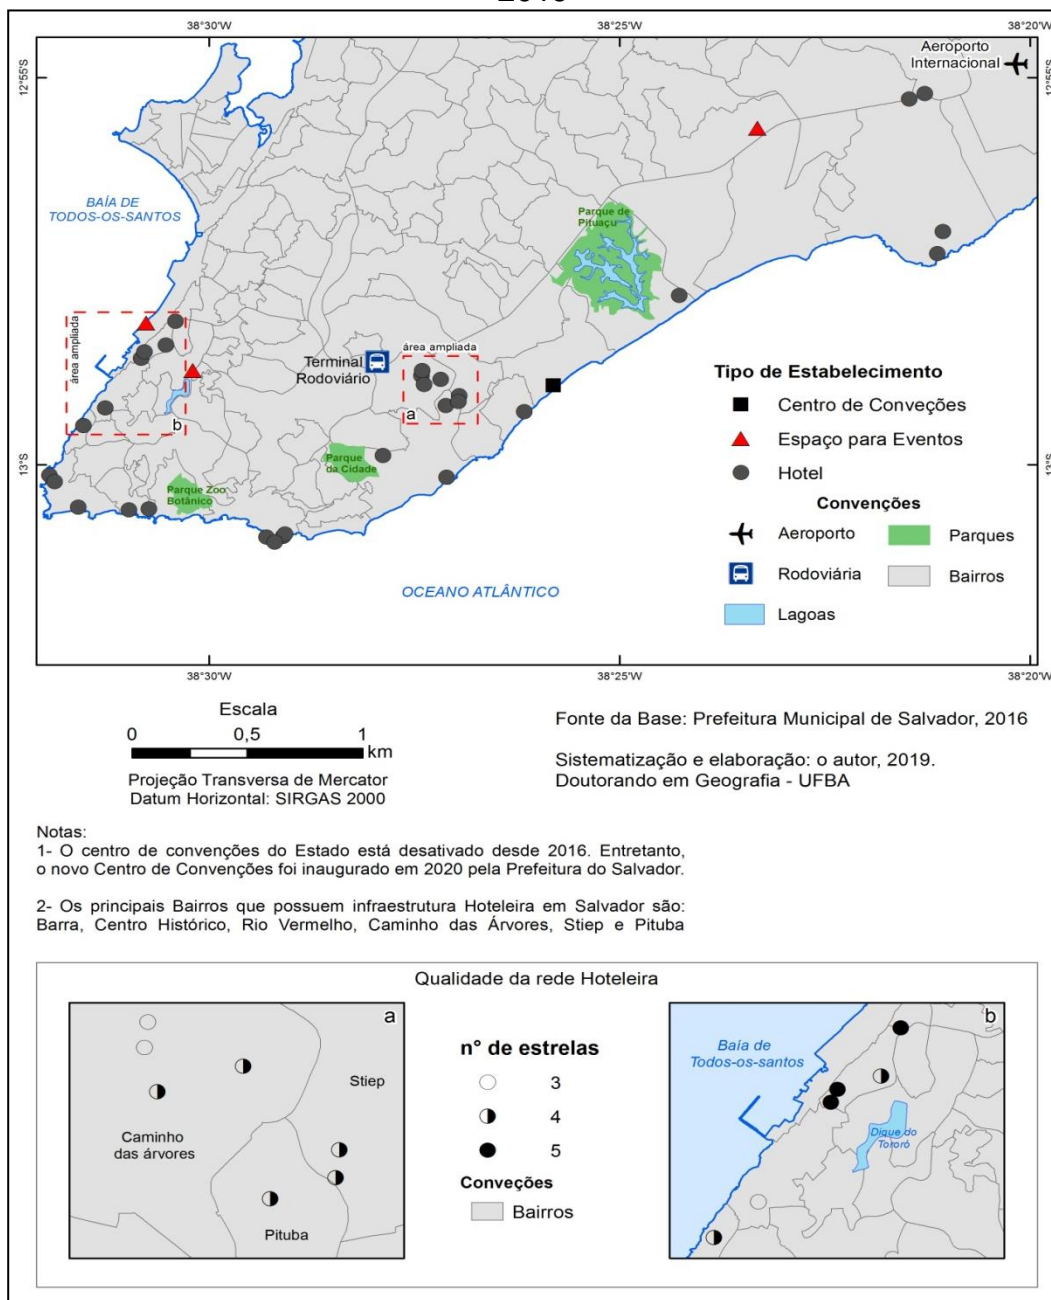 38°30'W
38°25'W
38°20'W
Aeroporto
Internacional
12°55'S
12°55'S
BAÍA DE
TODOS-OS-SANTOS
Parque de
Pituaçu
área ampliada
Terminal
Rodoviário
área ampliada
a
b
Parque
da Cidade
Parque Zoo
Botânico
13°S
13°S
OCEANO ATLÂNTICO
Tipo de Estabelecimento
Centro de Conveções
Espaço para Eventos
Hotel
Convenções
Aeroporto
Parques
Rodoviária
Bairros
Lagoas
38°30'W
38°25'W
38°20'W
Escala
0 0,5 1
km
Projeção Transversa de Mercator
Datum Horizontal: SIRGAS 2000
Fonte da Base: Prefeitura Municipal de Salvador, 2016
Sistematização e elaboração: o autor, 2019.
Doutorando em Geografia - UFBA
Notas:
1- O centro de convenções do Estado está desativado desde 2016. Entretanto,
o novo Centro de Convenções foi inaugurado em 2020 pela Prefeitura do Salvador.
2- Os principais Bairros que possuem infraestrutura Hoteleira em Salvador são:
Barra, Centro Histórico, Rio Vermelho, Caminho das Árvores, Stiep e Pituba
Qualidade da rede Hoteleira
a
Stiep
Caminho
das árvores
Pituba
n° de estrelas
3
4
5
Conveções
Bairros
b
Baía de
Todos-os-santos
Dique do
Tororó